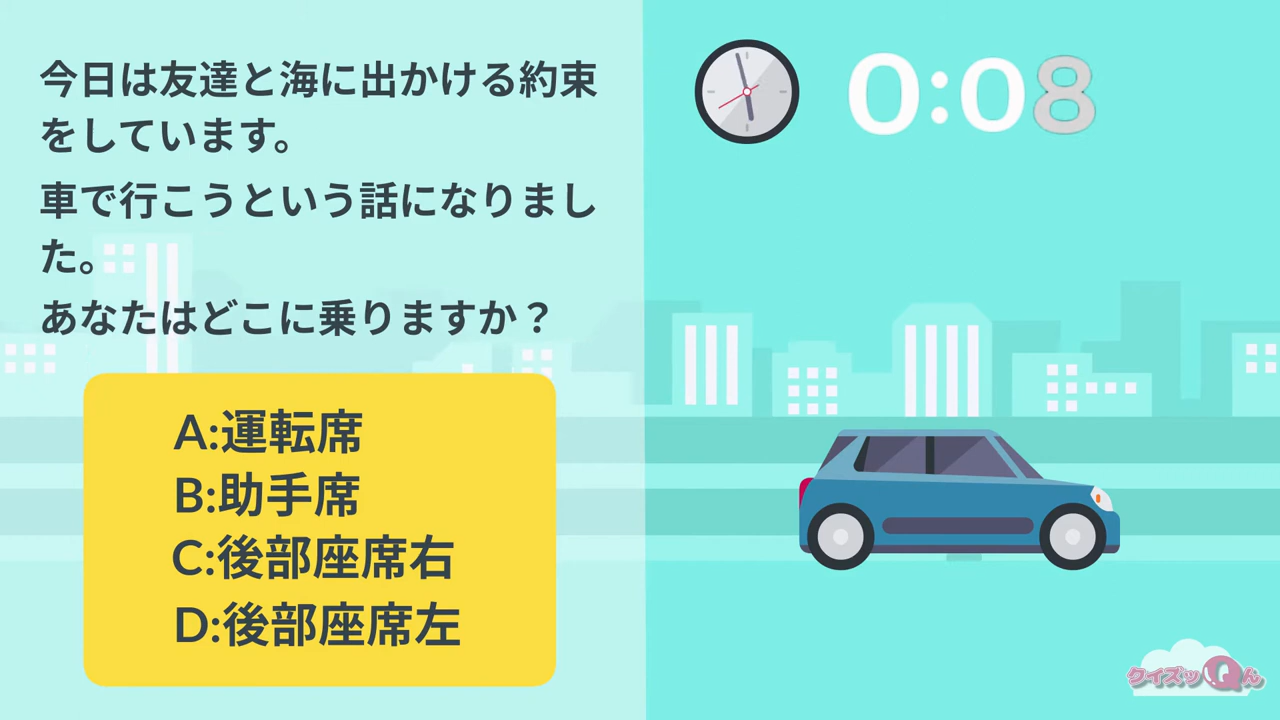 今日は友達と海に出かける約束
をしています。
車で行こうという話になりまし
た。
あなたはどこに乗りますか？
A:運転席
B:助手席
C:後部座席右
D:後部座席左
0:08
クイズッQん